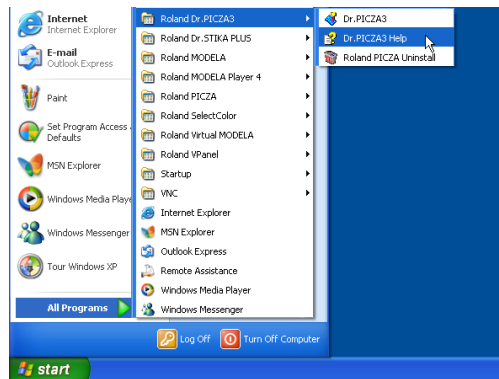 Internet
Internet Explorer
E-mail
Outlook Express
Paint
Set Program Access
Defaults
MSN Explorer
Windows Media Playe
Windows Messenger
Tour Windows XP
All Programs
Roland Dr.PICZA3
Roland Dr.STIKA PLUS
Roland MODELA
Roland MODELA Player 4
Roland PICZA
Roland SelectColor
Roland Virtual MODELA
Roland VPanel
Startup
VNC
Internet Explorer
MSN Explorer
Outlook Express
Remote Assistance
Windows Media Player
Windows Messenger
Dr.PICZA3
Dr.PICZA3 Help
Roland PICZA Uninstall
Log Off
Turn Off Computer
start